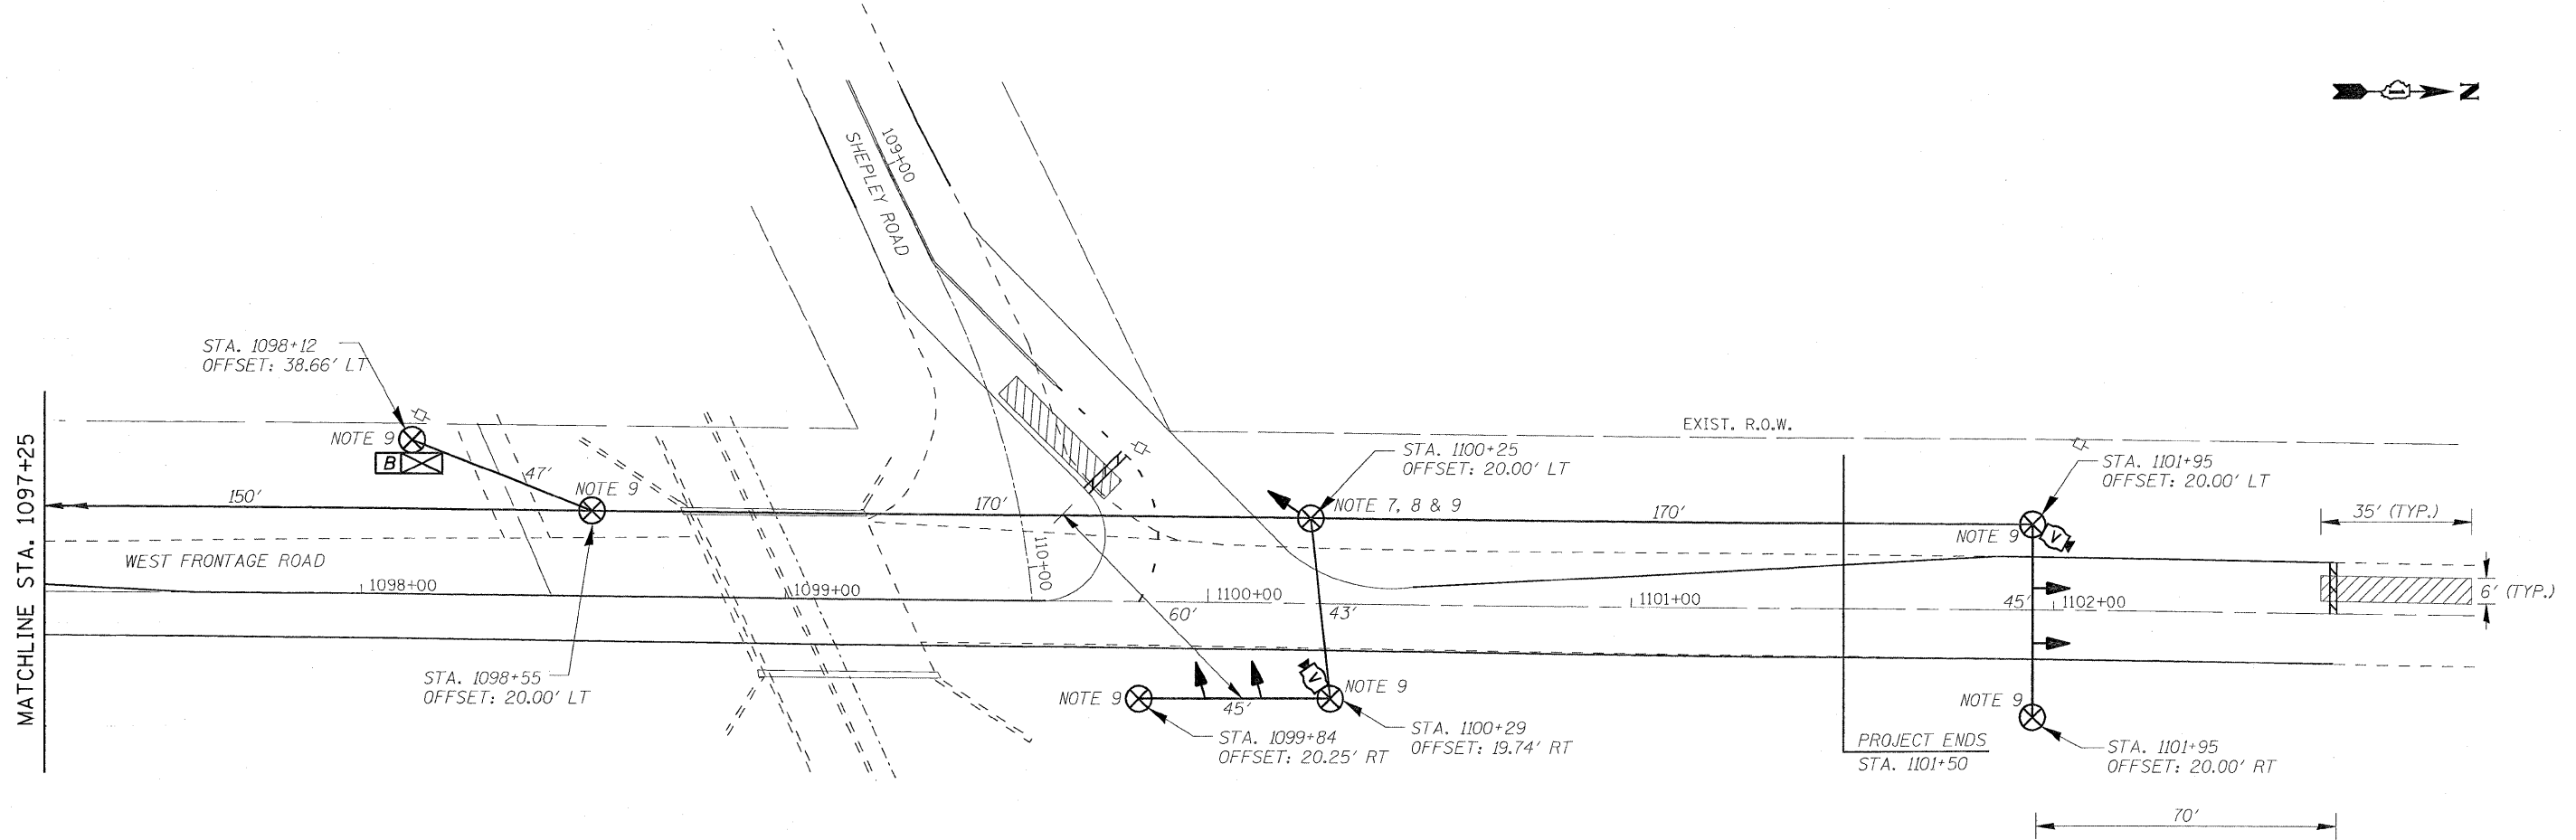 N
1
SHEPLEY ROAD
109+00
STA. 1098+12
OFFSET: 38.66' LT
MATCHLINE STA. 1097+25
NOTE 9
B
47'
NOTE 9
150'
170'
WEST FRONTAGE ROAD
1098+00
1099+00
110+00
STA. 1098+55
OFFSET: 20.00' LT
EXIST. R.O.W.
STA. 1100+25
OFFSET: 20.00' LT
NOTE 7, 8 & 9
170'
STA. 1101+95
OFFSET: 20.00' LT
NOTE 9
V
35' (TYP.)
6' (TYP.)
1100+00
1101+00
45'
1102+00
60'
43'
NOTE 9
V
NOTE 9
45'
STA. 1099+84
OFFSET: 20.25' RT
STA. 1100+29
OFFSET: 19.74' RT
NOTE 9
PROJECT ENDS
STA. 1101+50
STA. 1101+95
OFFSET: 20.00' RT
70'